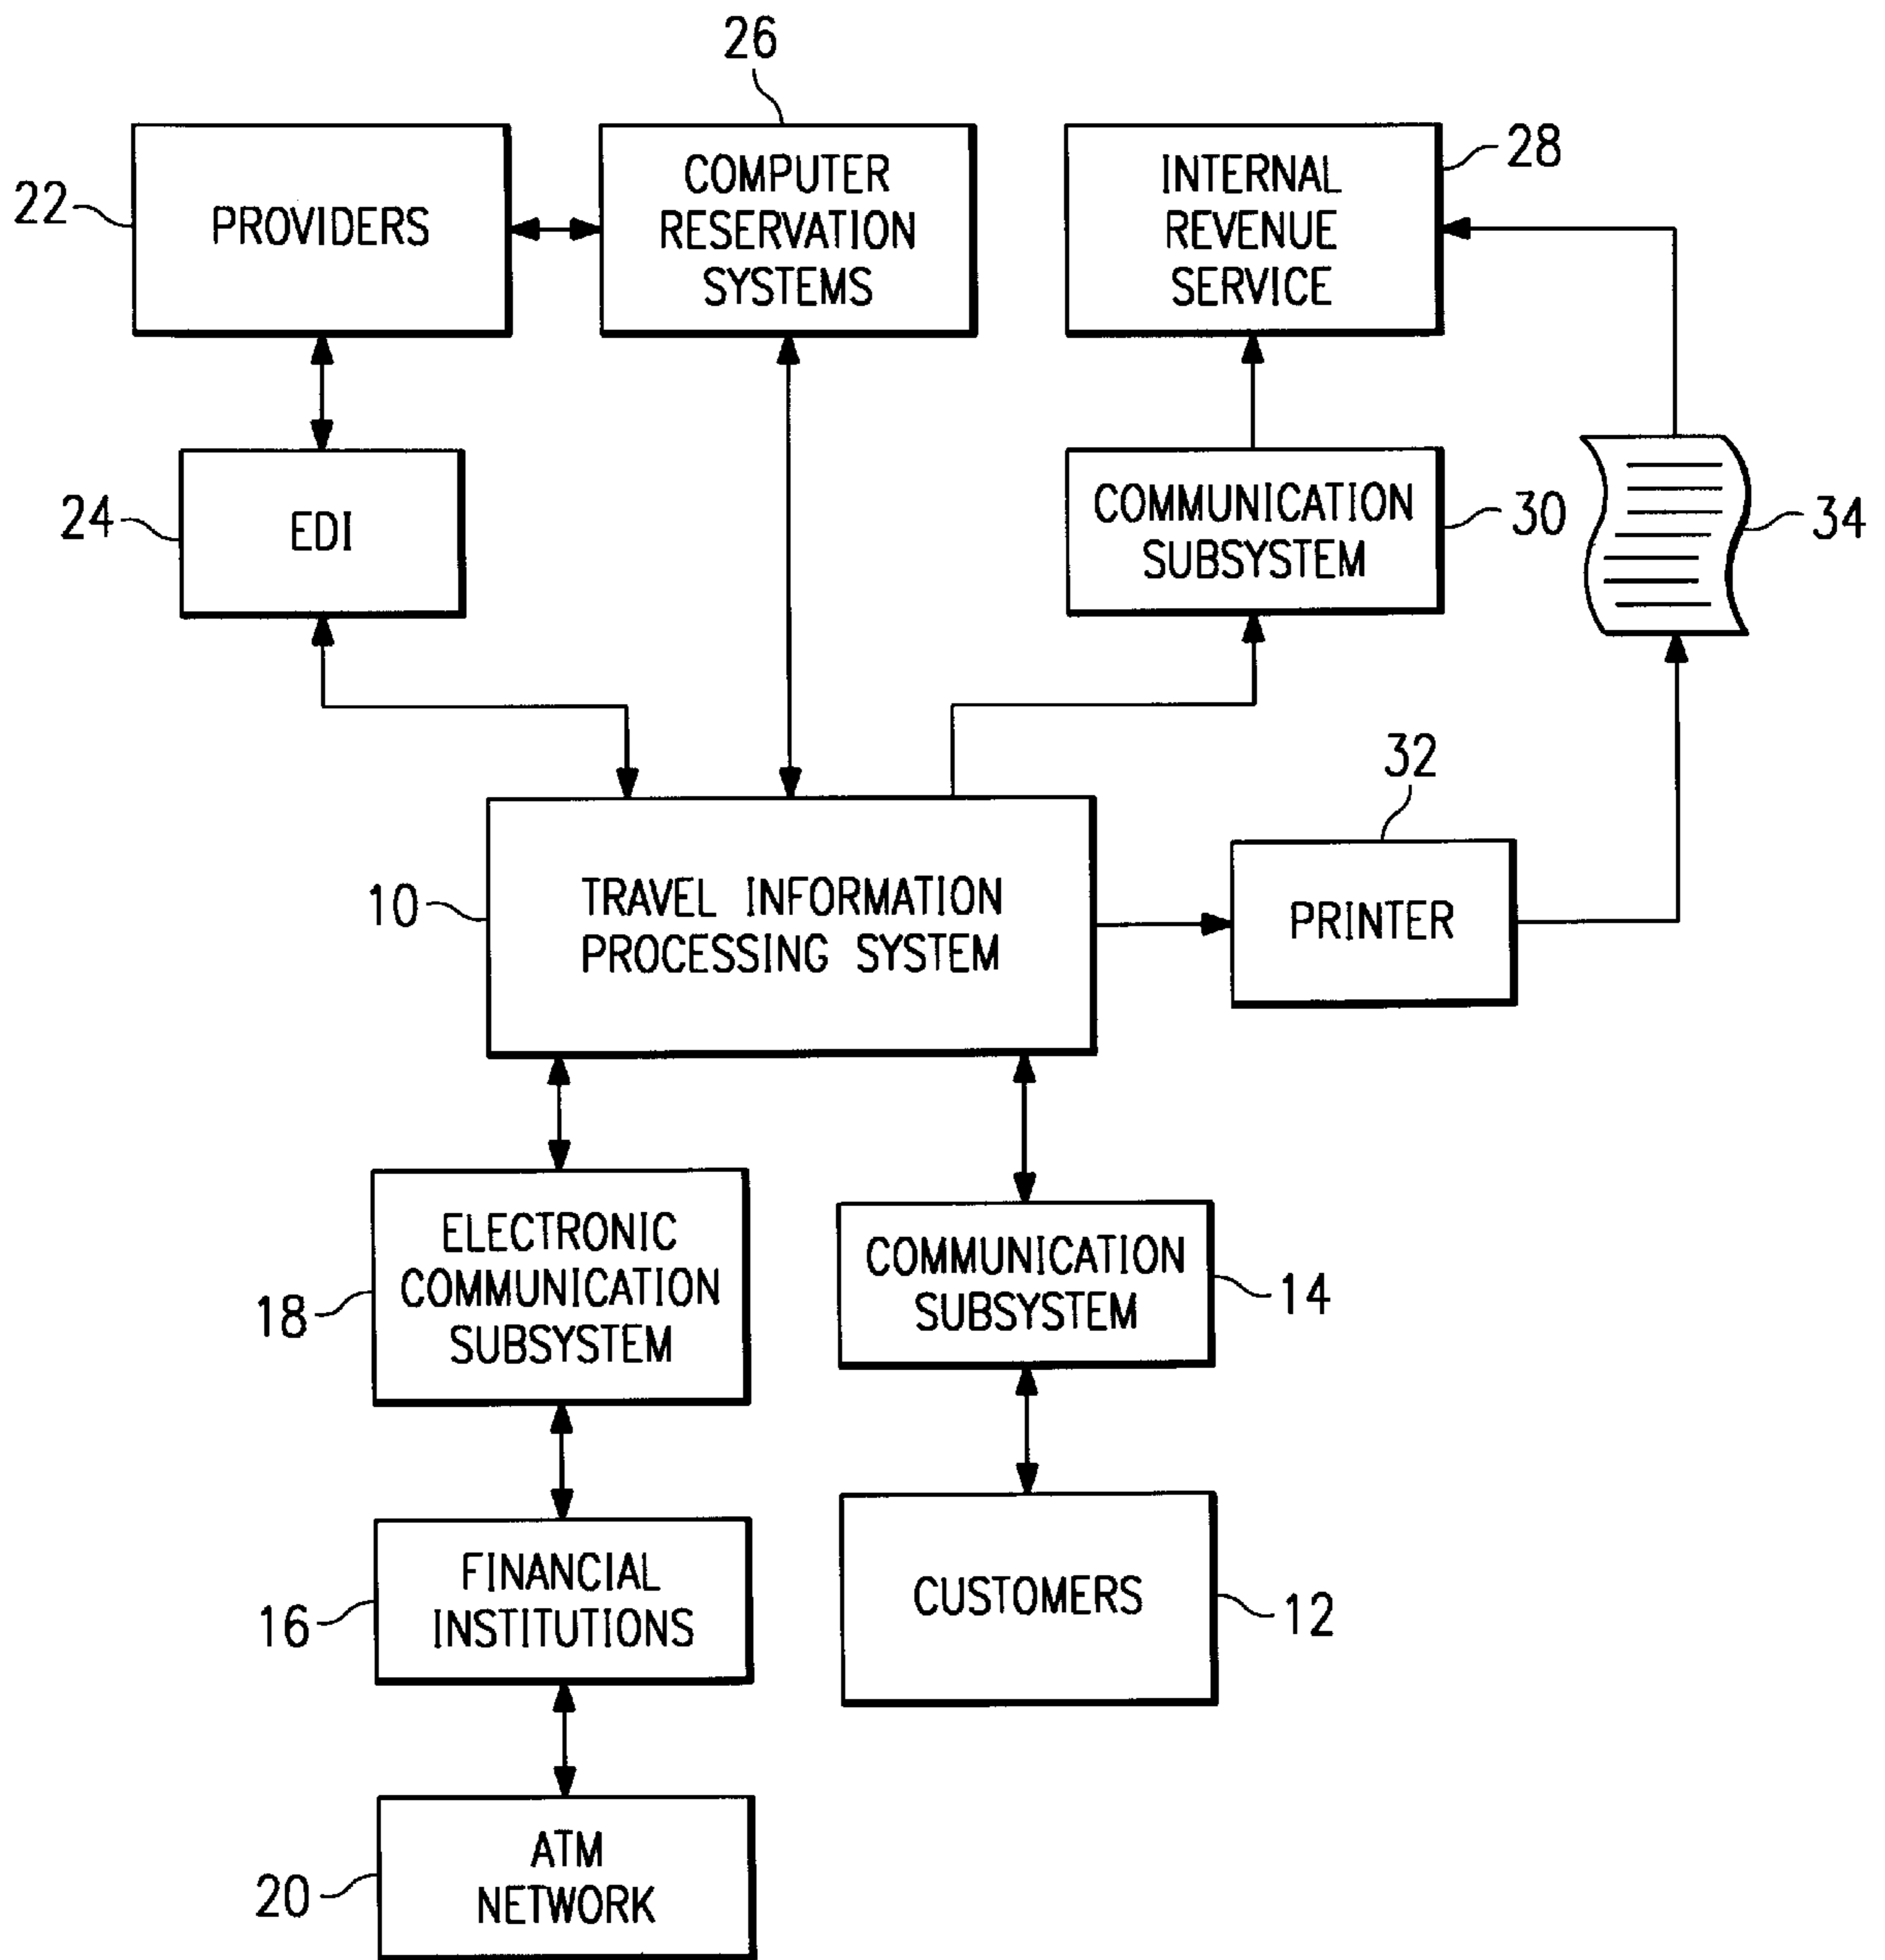 26
PROVIDERS
22
COMPUTER
RESERVATION
SYSTEMS
INTERNAL
REVENUE
SERVICE
28
EDI
24
COMMUNICATION
SUBSYSTEM
30
34
32
TRAVEL INFORMATION
PROCESSING SYSTEM
10
PRINTER
ELECTRONIC
COMMUNICATION
SUBSYSTEM
18
COMMUNICATION
SUBSYSTEM
14
FINANCIAL
INSTITUTIONS
16
CUSTOMERS
12
ATM
NETWORK
20